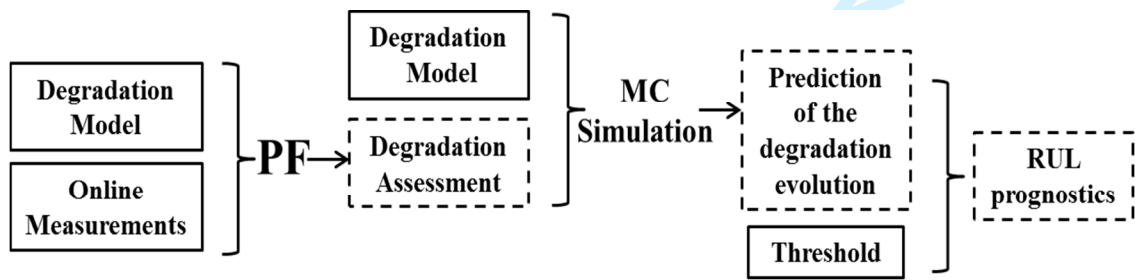 Degradation
Model
Online
Measurements
PF
Degradation
Model
Degradation
Assessment
MC
Simulation
Prediction
of the
degradation
evolution
Threshold
RUL
prognostics